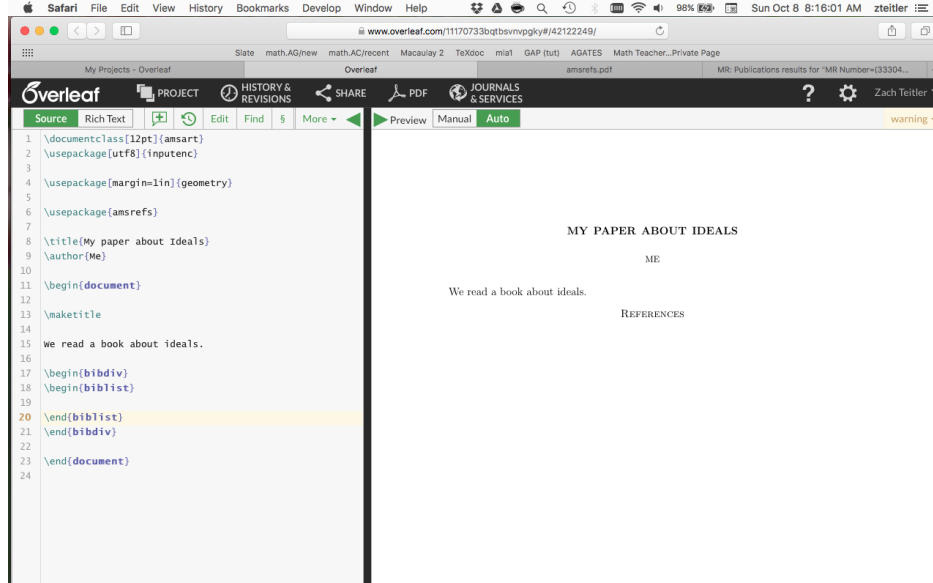 Safari File Edit View History Bookmarks Develop Window Help 98% Sun Oct 8 8:16:01 AM zteitler
www.overleaf.com/11170733bqtbsvnvpgky#/42122249/
Slate math.AG/new math.AC/recent Macaulay 2 TeXdoc mla1 GAP (tut) AGATES Math Teacher...Private Page
My Projects - Overleaf Overleaf amsrefs.pdf MR: Publications results for "MR Number=(33304...
Overleaf PROJECT HISTORY & REVISIONS SHARE PDF JOURNALS & SERVICES ? Zach Teitler
Source Rich Text Edit Find § More Preview Manual Auto warning
1 \documentclass[12pt]{amsart}
2 \usepackage[utf8]{inputenc}
3
4 \usepackage[margin=1in]{geometry}
5
6 \usepackage{amsrefs}
7
8 \title{My paper about Ideals}
9 \author{Me}
10
11 \begin{document}
12
13 \maketitle
14
15 We read a book about ideals.
16
17 \begin{bibdiv}
18 \begin{biblist}
19
20 \end{biblist}
21 \end{bibdiv}
22
23 \end{document}
24
MY PAPER ABOUT IDEALS
ME
We read a book about ideals.
References